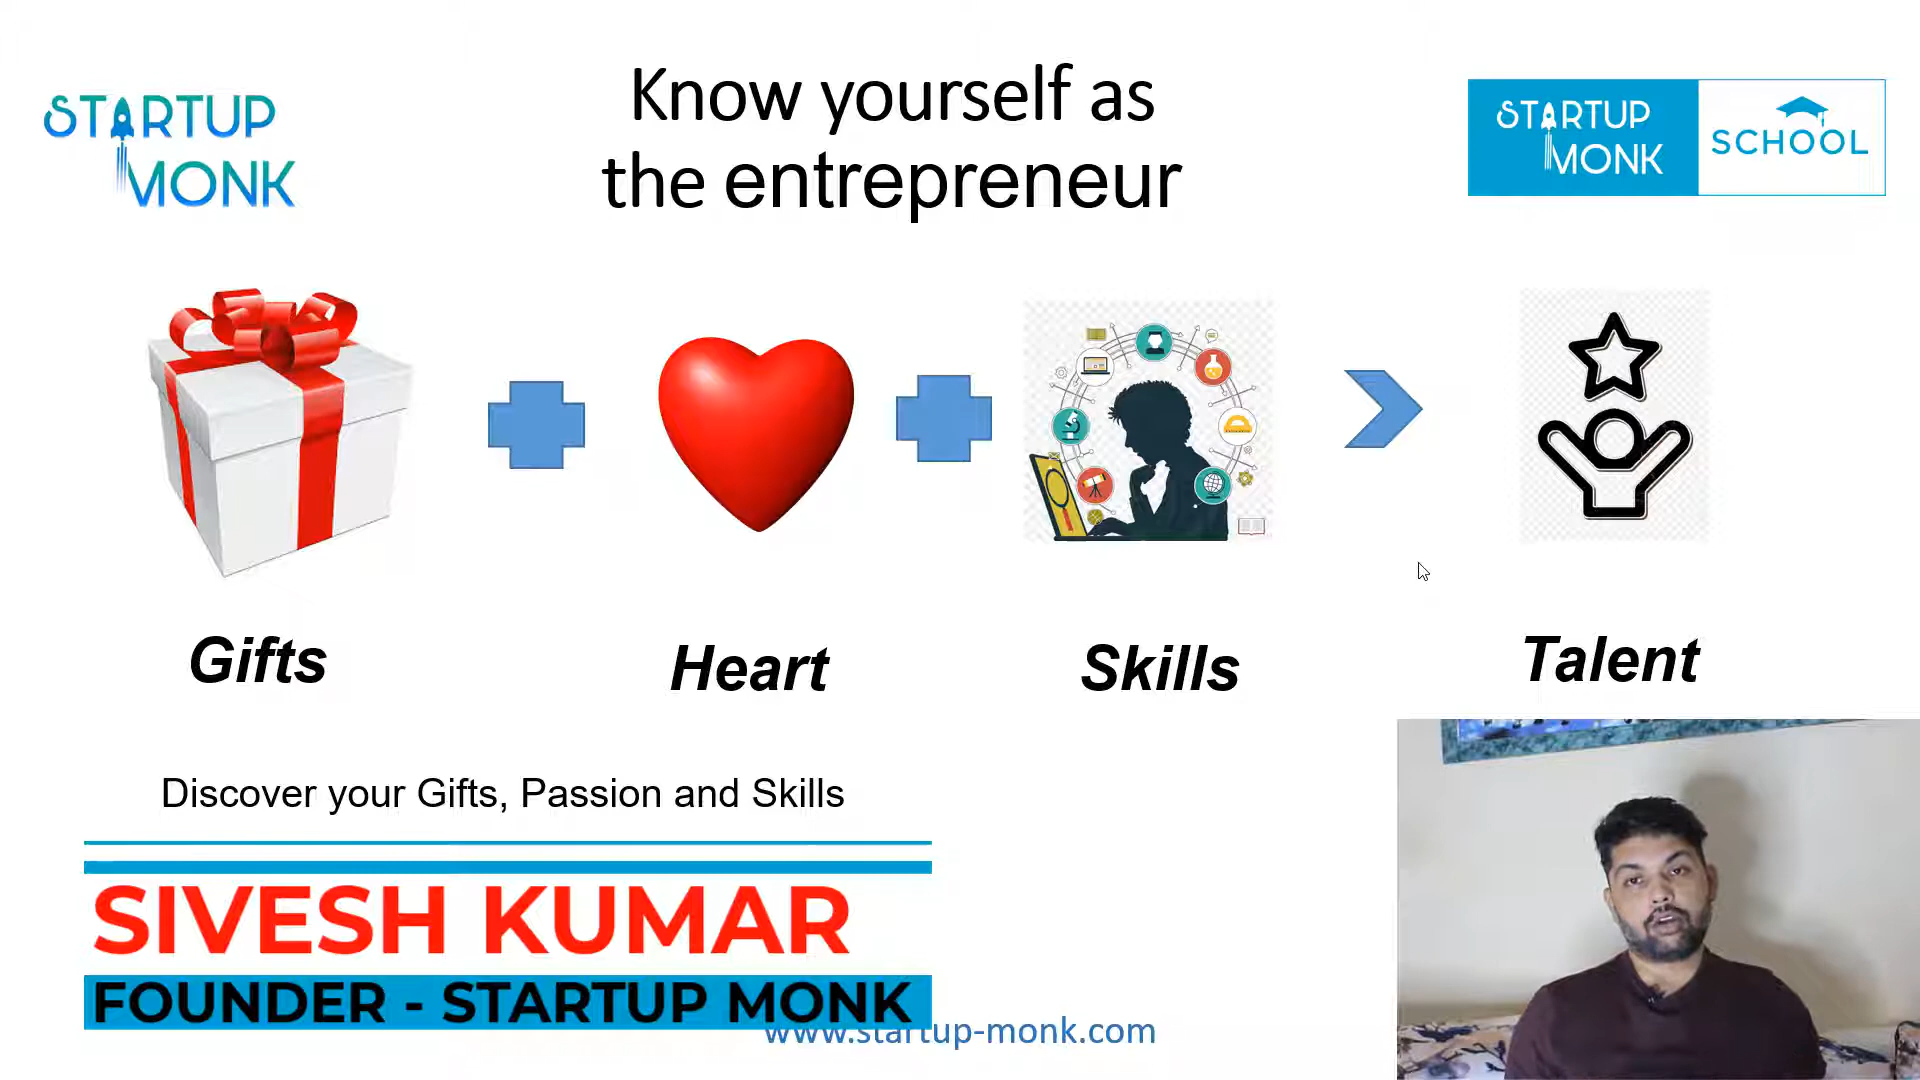 STARTUP
MONK
Know yourself as
the entrepreneur
STARTUP
MONK
SCHOOL
Gifts
Heart
Skills
Talent
Discover your Gifts, Passion and Skills
SIVESH KUMAR
FOUNDER - STARTUP MONK
www.startup-monk.com